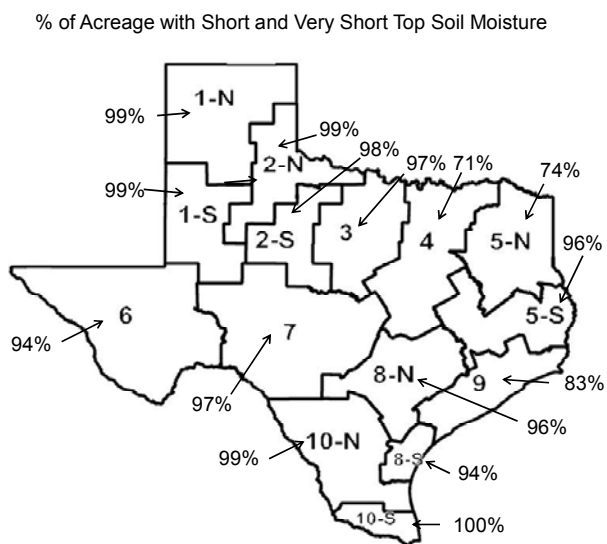 % of Acreage with Short and Very Short Top Soil Moisture
1-N
99%
99%
98%
2-N
97%
71%
74%
99%
1-S
2-S
3
4
5-N
96%
5-S
6
94%
7
8-N
9
83%
97%
96%
10-N
99%
8-S
94%
10-S
100%